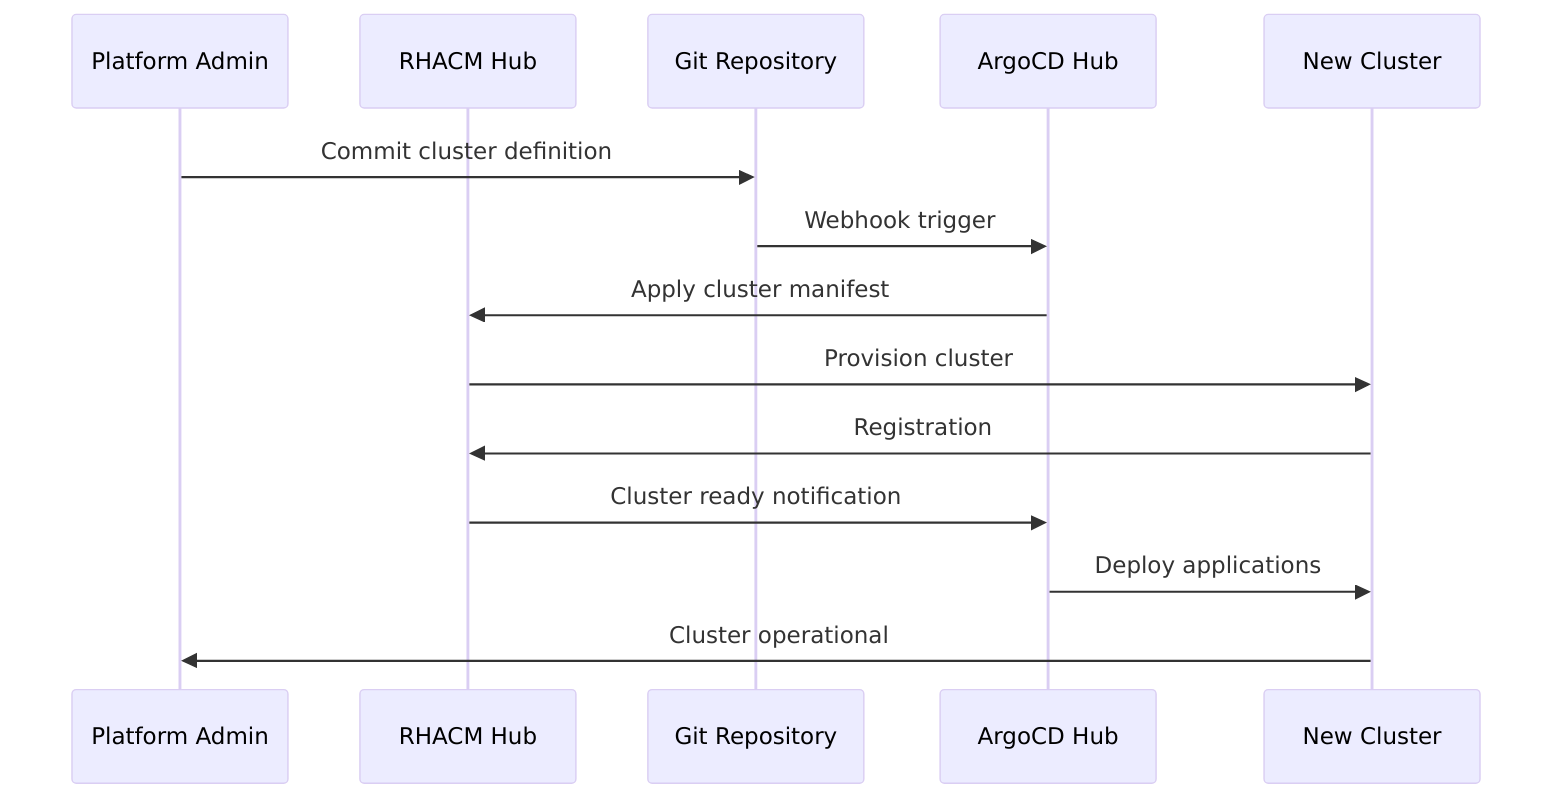 Platform Admin
RHACM Hub
Git Repository
ArgoCD Hub
New Cluster
Commit cluster definition
Webhook trigger
Apply cluster manifest
Provision cluster
Registration
Cluster ready notification
Deploy applications
Cluster operational
Platform Admin
RHACM Hub
Git Repository
ArgoCD Hub
New Cluster